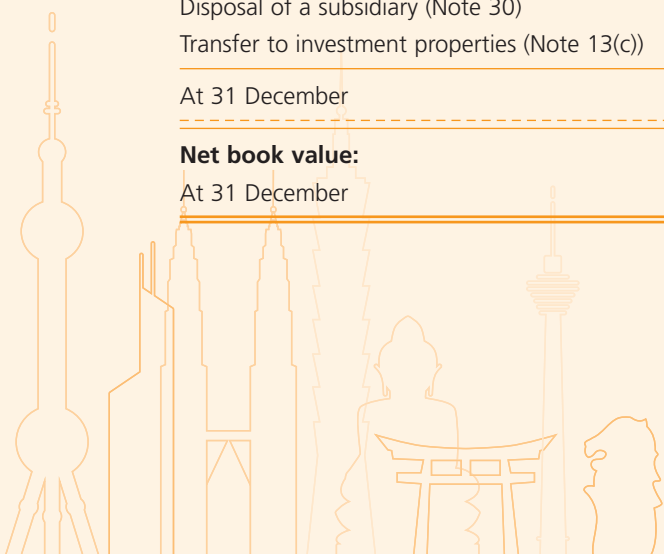 Disposal of a subsidiary (Note 30)
Transfer to investment properties (Note 13(c))
At 31 December
Net book value:
At 31 December